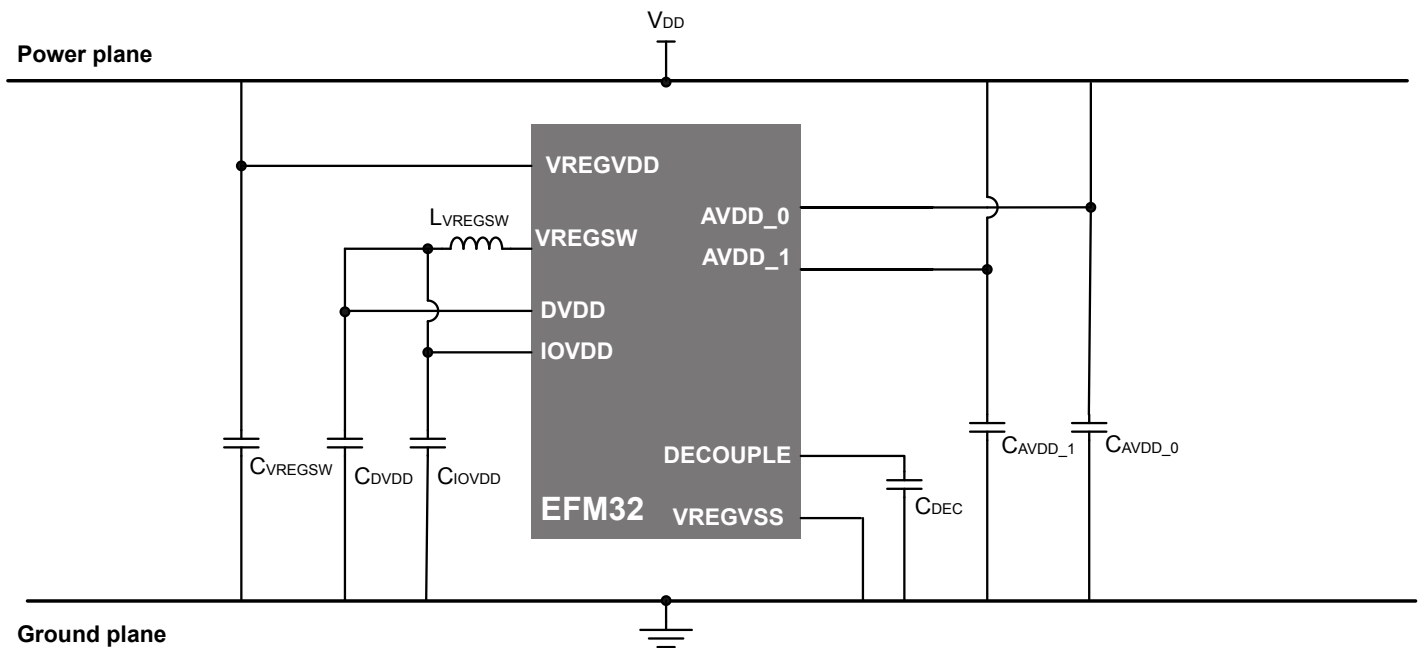 VDD
Power plane
VREGVDD
LVREGSW
VREGSW
AVDD_0
AVDD_1
DVDD
IOVDD
CVREGSW
CDVDD
CIOVDD
DECOUPLE
CAVDD_1
CAVDD_0
CDEC
EFM32
VREGVSS
Ground plane